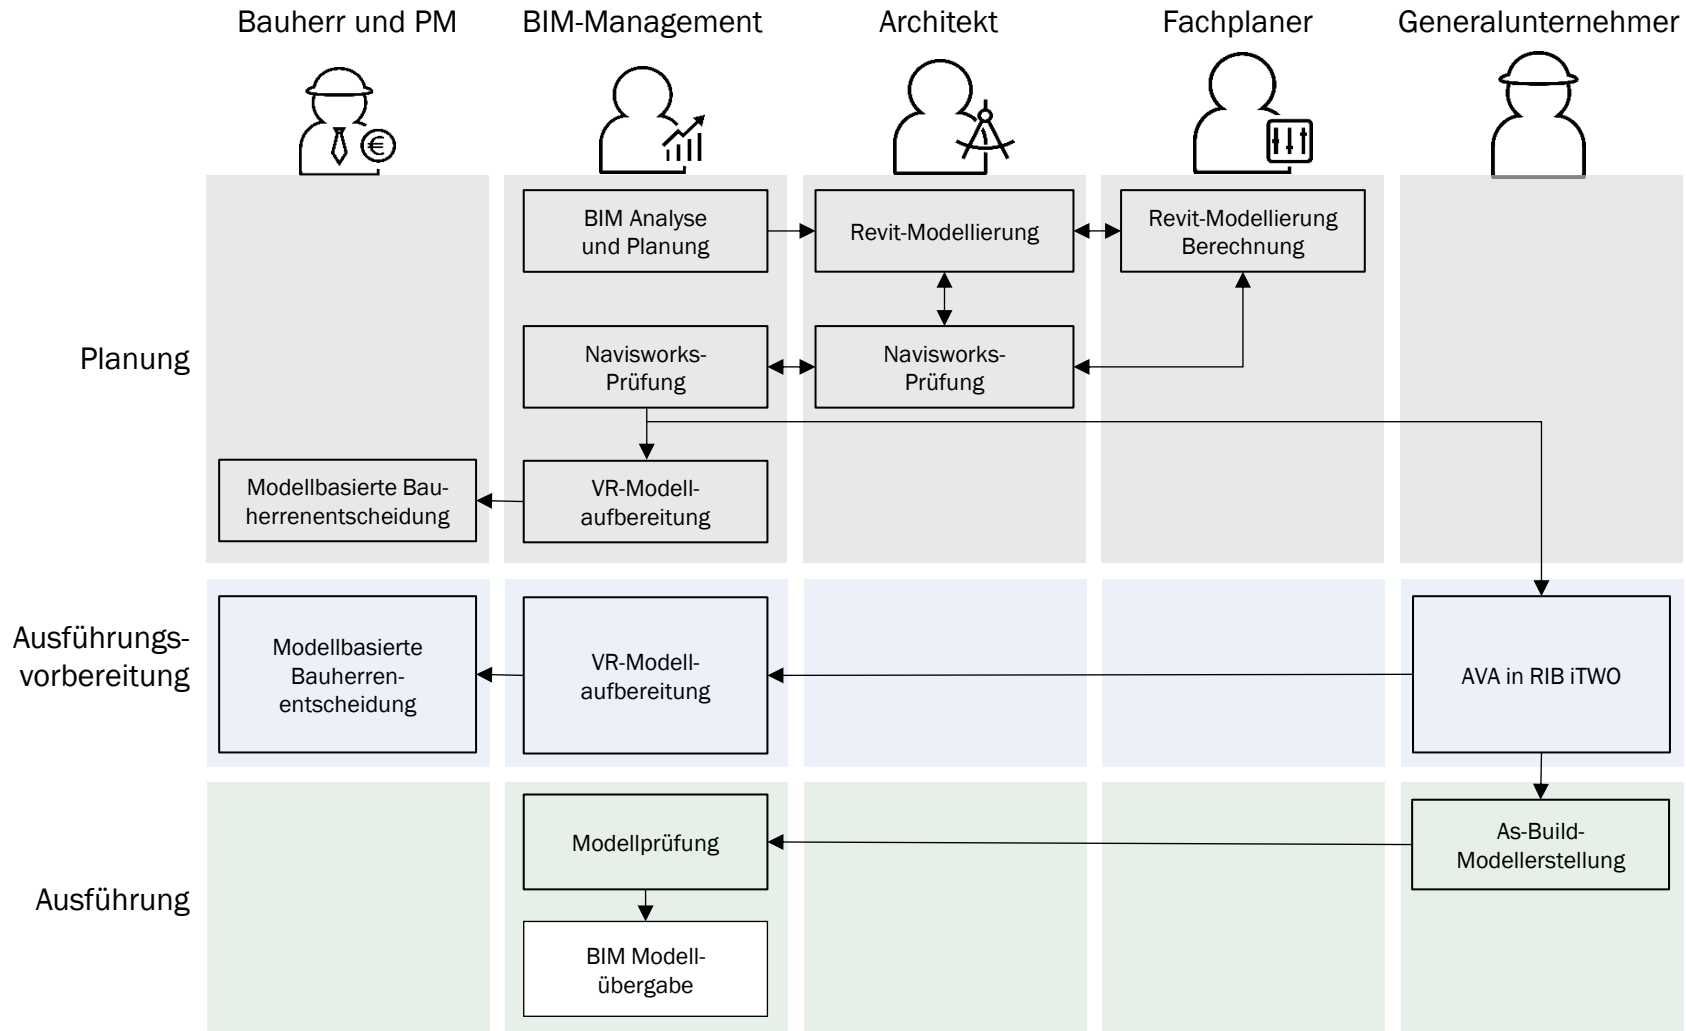 Bauherr und PM
BIM-Management
Architekt
Fachplaner
Generalunternehmer
€
Planung
BIM Analyse
und Planung
Revit-Modellierung
Revit-Modellierung
Berechnung
Navisworks-
Prüfung
Navisworks-
Prüfung
Modellbasierte Bau-
herrenentscheidung
VR-Modell-
aufbereitung
Ausführungs-
vorbereitung
Modellbasierte
Bauherren-
entscheidung
VR-Modell-
aufbereitung
AVA in RIB iTWO
Ausführung
Modellprüfung
As-Build-
Modellerstellung
BIM Modell-
übergabe